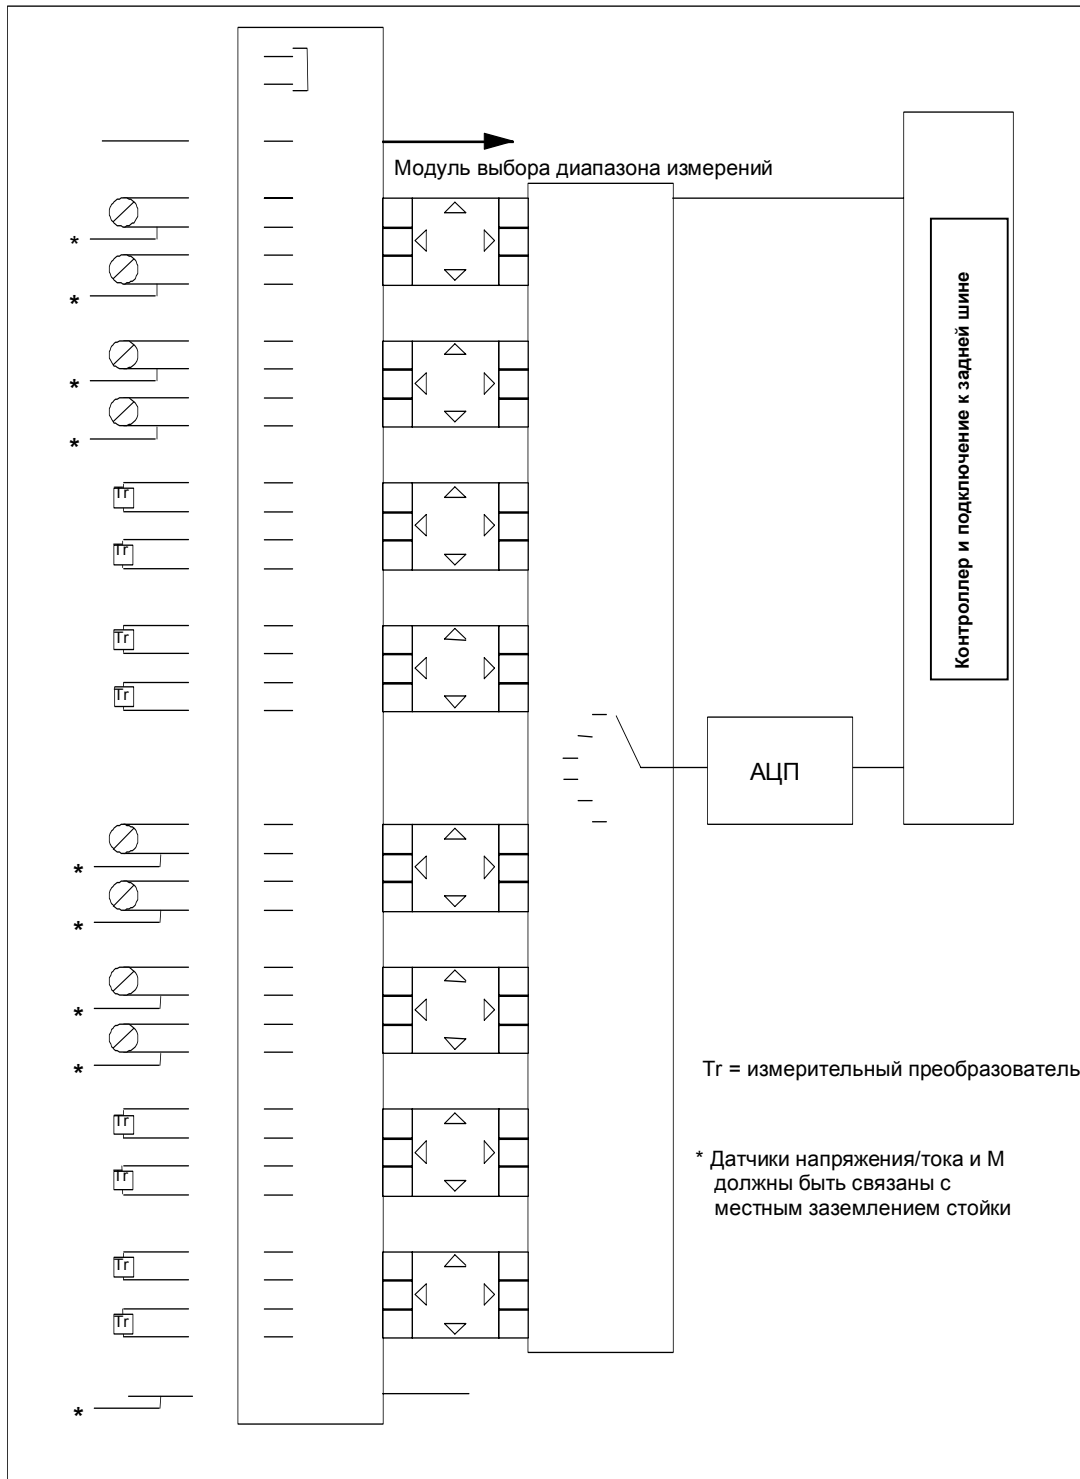 Модуль выбора диапазона измерений
*
*
*
*
Tr
Tr
Tr
Tr
Контроллер и подключение к задней шине
АЦП
*
*
*
*
Tr = измерительный преобразователь
Tr
Tr
* Датчики напряжения/тока и М
должны быть связаны с
местным заземлением стойки
Tr
Tr
*